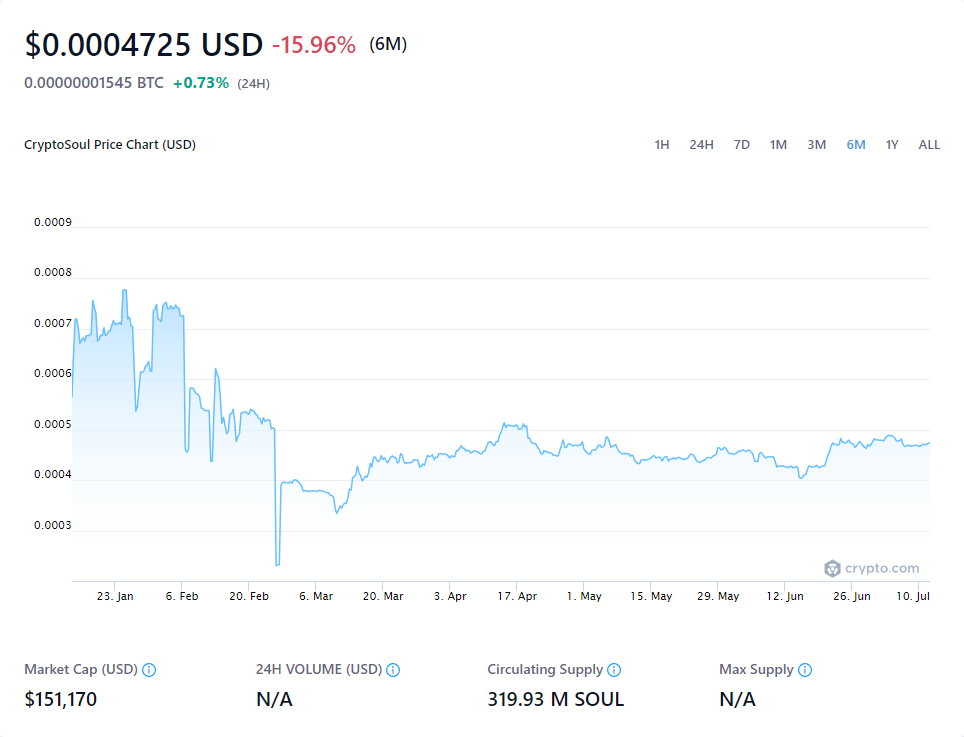 $0.0004725 USD -15.96% (6M)
0.00000001545 BTC +0.73% (24H)
CryptoSoul Price Chart (USD) 1H 24H 7D 1M 3M 6M 1Y ALL
0.0009
0.0008
0.0007
0.0006
0.0005
0.0004
0.0003
crypto.com
23. Jan 6. Feb 20. Feb 6. Mar 20. Mar 3. Apr 17. Apr 1. May 15. May 29. May 12. Jun 26. Jun 10. Jul
Market Cap (USD) 24H VOLUME (USD) Circulating Supply Max Supply
$151,170 N/A 319.93 M SOUL N/A